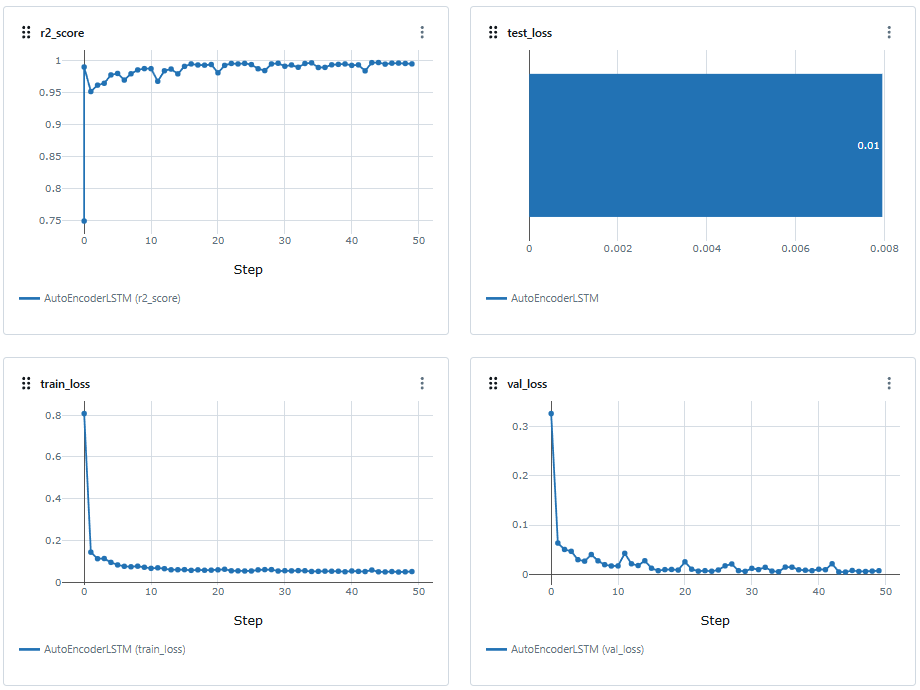 r2_score
1
0.95
0.9
0.85
0.8
0.75
0 10 20 30 40 50
Step
AutoEncoderLSTM (r2_score)
test_loss
0.01
0 0.002 0.004 0.006 0.008
AutoEncoderLSTM
train_loss
0.8
0.6
0.4
0.2
0
0 10 20 30 40 50
Step
AutoEncoderLSTM (train_loss)
val_loss
0.3
0.2
0.1
0
0 10 20 30 40 50
Step
AutoEncoderLSTM (val_loss)